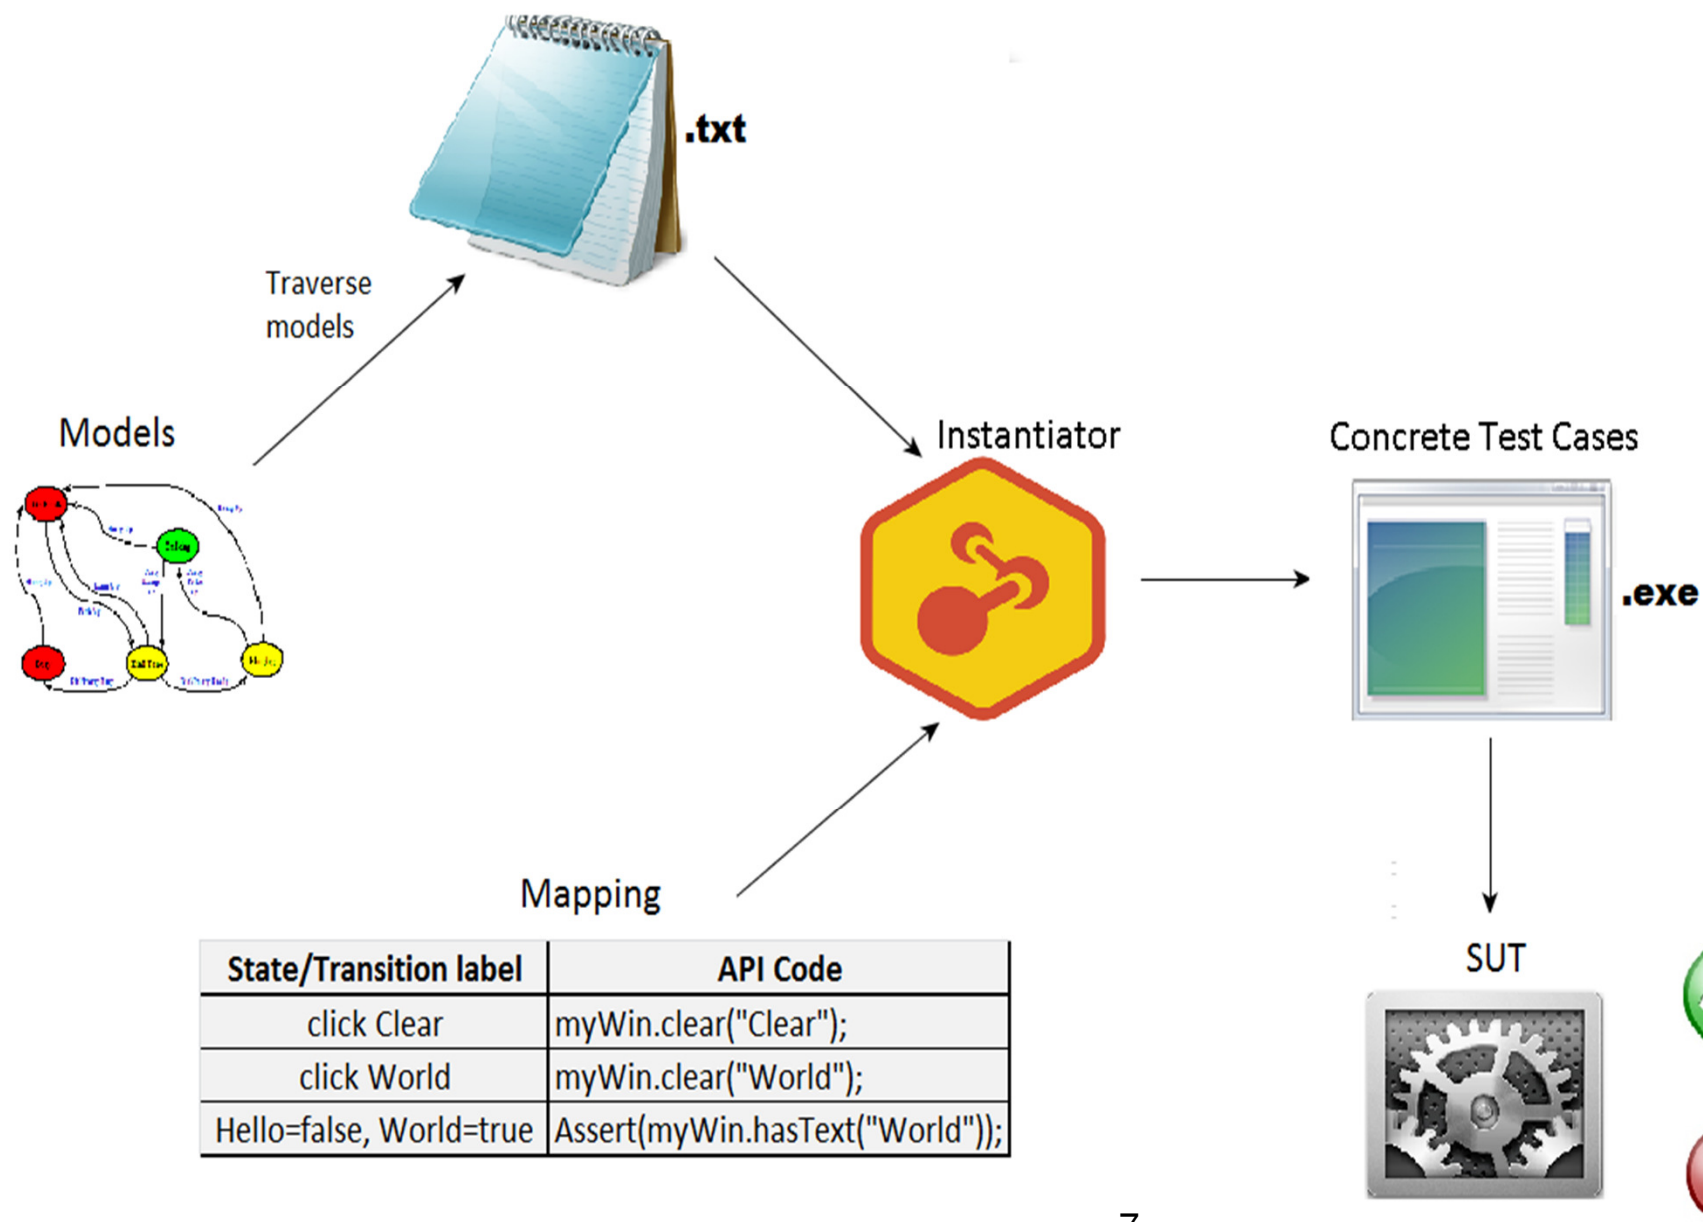 .txt
Traverse
models
Models
Instantiator
Concrete Test Cases
.exe
Mapping
State/Transition label API Code
click Clear myWin.clear("Clear");
click World myWin.clear("World");
Hello=false, World=true Assert(myWin.hasText("World"));
SUT